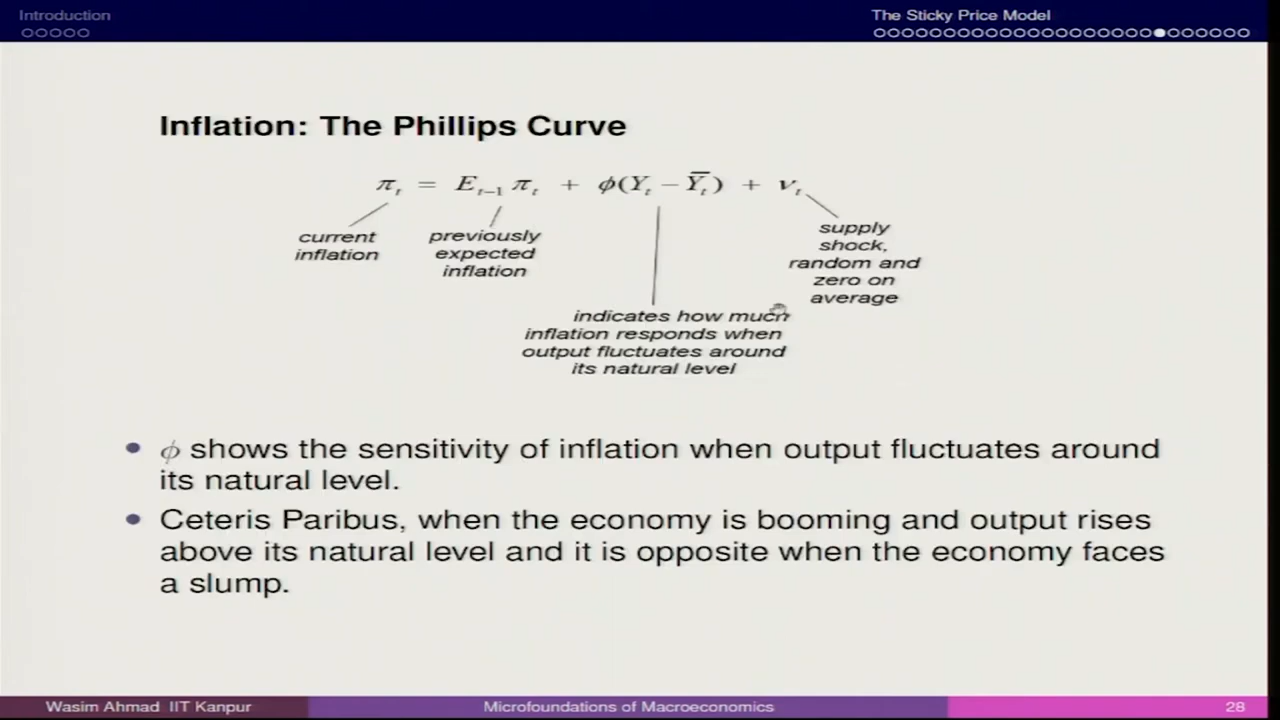 Introduction
The Sticky Price Model
Inflation: The Phillips Curve
π_t = E_{t-1} π_t + ϕ(Y_t − Ȳ_t) + ν_t
current
inflation
previously
expected
inflation
indicates how much
inflation responds when
output fluctuates around
its natural level
supply
shock,
random and
zero on
average
ϕ shows the sensitivity of inflation when output fluctuates around
its natural level.
Ceteris Paribus, when the economy is booming and output rises
above its natural level and it is opposite when the economy faces
a slump.
Wasim Ahmad IIT Kanpur
Microfoundations of Macroeconomics
28